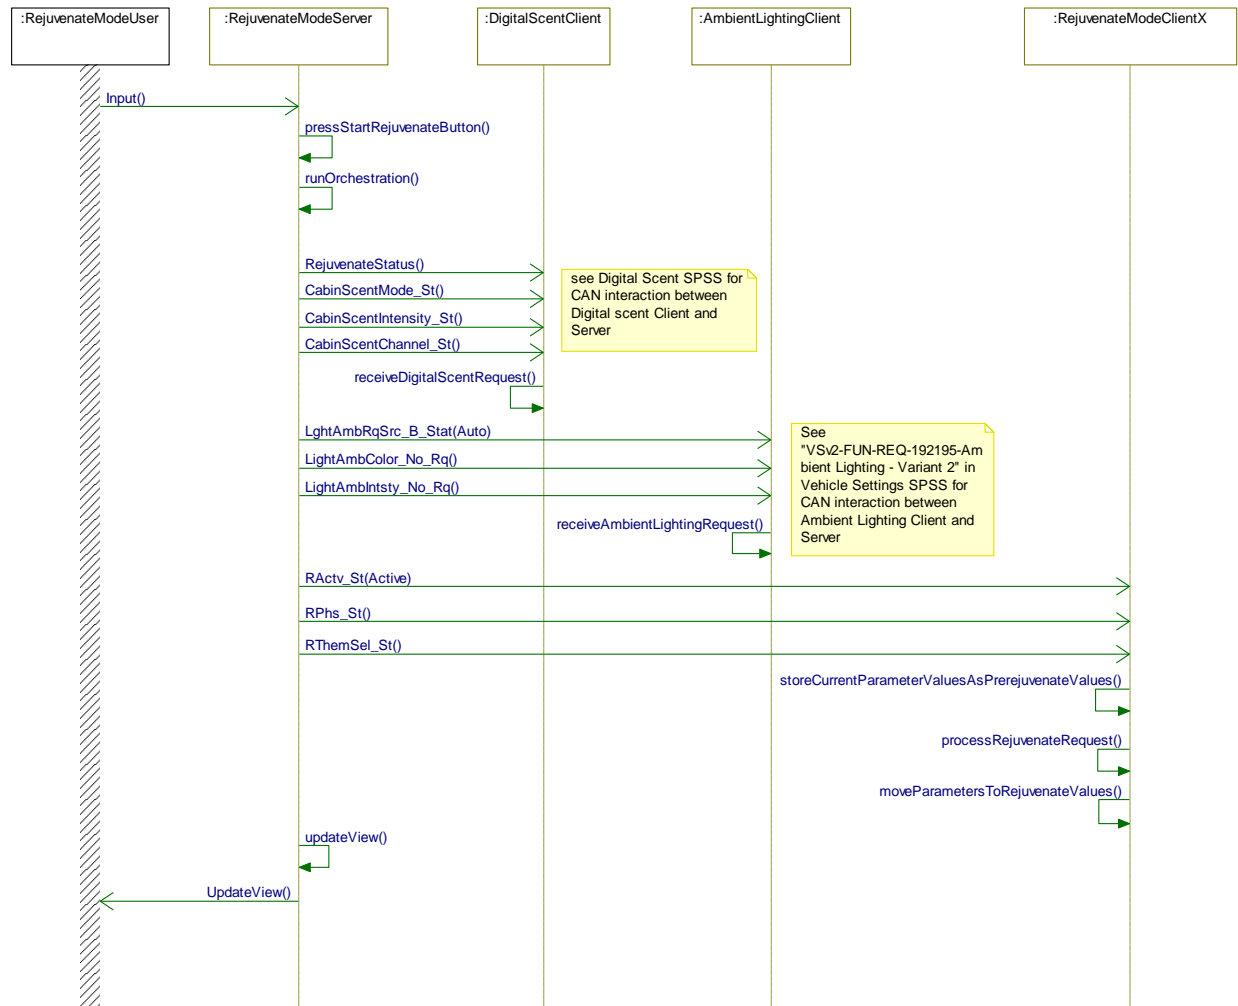 :RejuvenateModeUser
:RejuvenateModeServer
:DigitalScentClient
:AmbientLightingClient
:RejuvenateModeClientX
Input()
pressStartRejuvenateButton()
runOrchestration()
RejuvenateStatus()
CabinScentMode_St()
CabinScentIntensity_St()
CabinScentChannel_St()
see Digital Scent SPSS for
CAN interaction between
Digital scent Client and
Server
receiveDigitalScentRequest()
LghtAmbRqSrc_B_Stat(Auto)
LightAmbColor_No_Rq()
LightAmbIntsty_No_Rq()
See
"VSv2-FUN-REQ-192195-Am
bient Lighting - Variant 2" in
Vehicle Settings SPSS for
CAN interaction between
Ambient Lighting Client and
Server
receiveAmbientLightingRequest()
RActv_St(Active)
RPhs_St()
RThemSel_St()
storeCurrentParameterValuesAsPrerejuvenateValues()
processRejuvenateRequest()
moveParametersToRejuvenateValues()
updateView()
UpdateView()